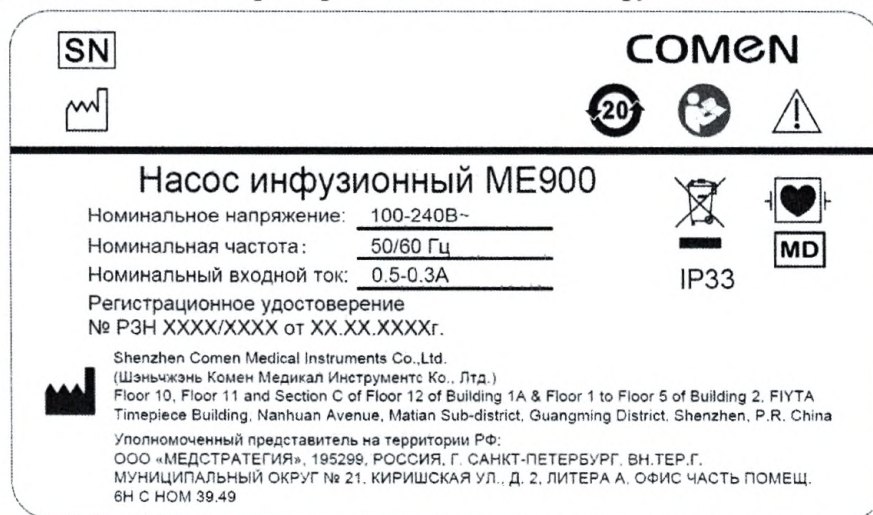 SN
COMEN
20
Насос инфузионный ME900
Номинальное напряжение: 100-240В~
Номинальная частота: 50/60 Гц
Номинальный входной ток: 0.5-0.3А
MD
IP33
Регистрационное удостоверение
№ РЗН XXXX/XXXX от XX.XX.XXXXг.
Shenzhen Comen Medical Instruments Co.,Ltd.
(Шэньчжэнь Комен Медикал Инструментс Ко., Лтд.)
Floor 10, Floor 11 and Section C of Floor 12 of Building 1A & Floor 1 to Floor 5 of Building 2, FIYTA
Timepiece Building, Nanhuan Avenue, Matian Sub-district, Guangming District, Shenzhen, P.R. China
Уполномоченный представитель на территории РФ:
ООО «МЕДСТРАТЕГИЯ», 195299, РОССИЯ, Г. САНКТ-ПЕТЕРБУРГ, ВН.ТЕР.Г.
МУНИЦИПАЛЬНЫЙ ОКРУГ № 21, КИРИШСКАЯ УЛ., Д. 2, ЛИТЕРА А, ОФИС ЧАСТЬ ПОМЕЩ.
6Н С НОМ 39,49